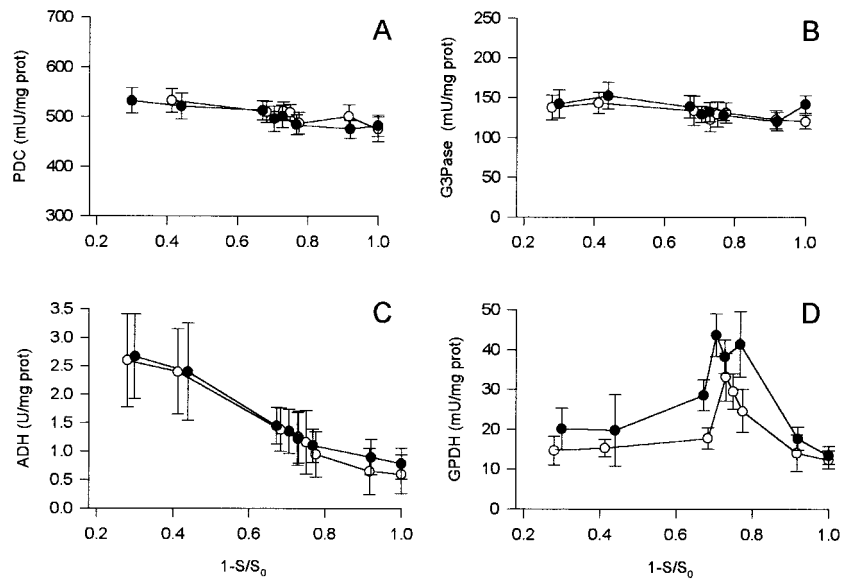 A
PDC (mU/mg prot)
700
600
500
400
300
0.2 0.4 0.6 0.8 1.0
B
G3Pase (mU/mg prot)
250
200
150
100
50
0
0.2 0.4 0.6 0.8 1.0
C
ADH (U/mg prot)
3.5
3.0
2.5
2.0
1.5
1.0
0.5
0.0
0.2 0.4 0.6 0.8 1.0
1-S/S₀
D
GPDH (mU/mg prot)
50
40
30
20
10
0
0.2 0.4 0.6 0.8 1.0
1-S/S₀